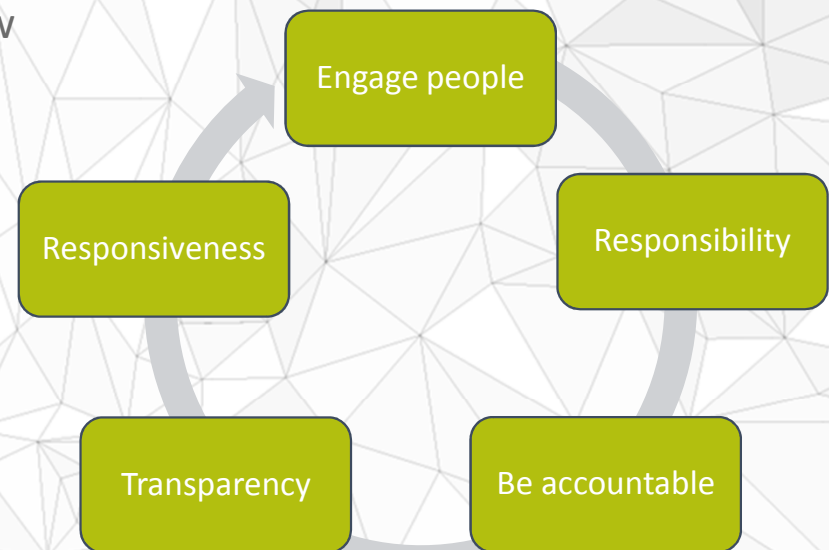 Engage people
Responsibility
Be accountable
Transparency
Responsiveness